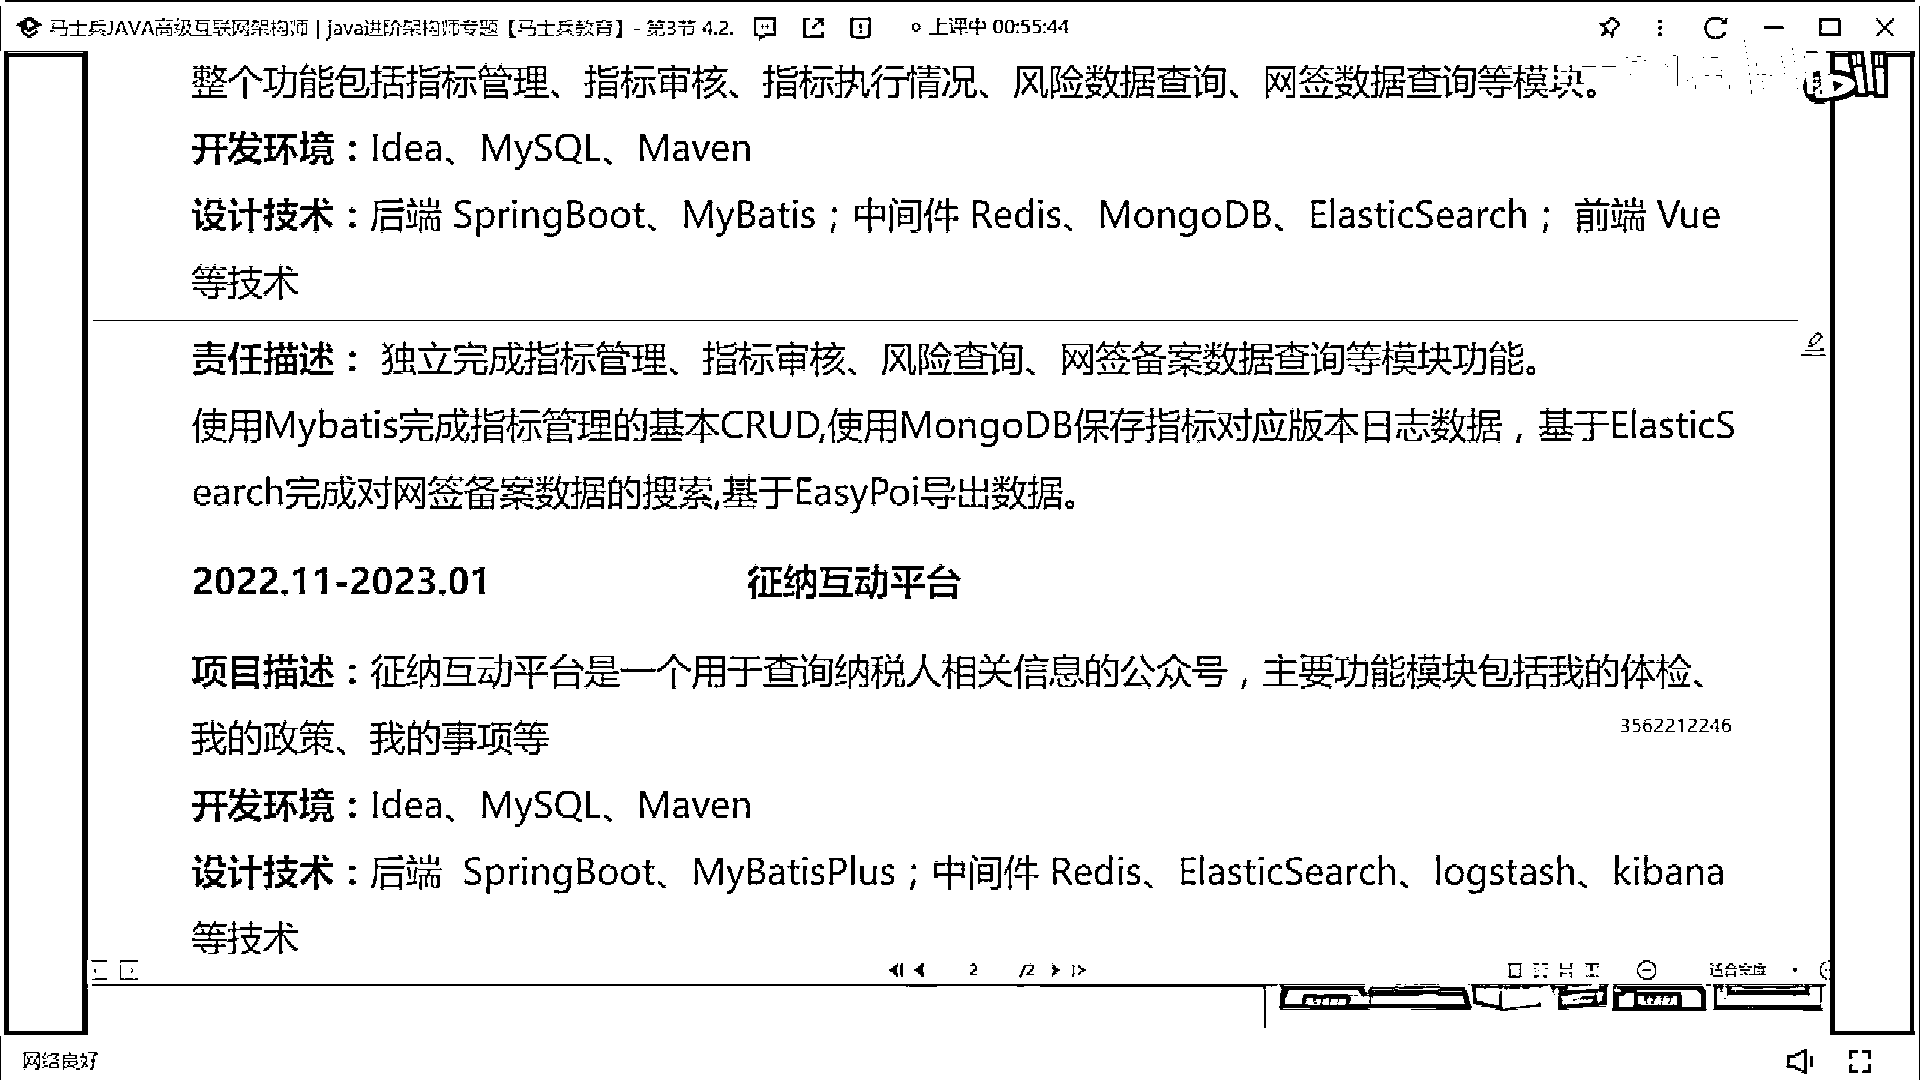 马士兵JAVA高级互联网架构师 | java进阶架构师专题【马士兵教育】- 第3节 4.2. 上课中 00:55:44
整个功能包括指标管理、指标审核、指标执行情况、风险数据查询、网签数据查询等模块。
开发环境：Idea、MySQL、Maven
设计技术：后端 SpringBoot、MyBatis；中间件 Redis、MongoDB、ElasticSearch； 前端 Vue
等技术
责任描述： 独立完成指标管理、指标审核、风险查询、网签备案数据查询等模块功能。
使用Mybatis完成指标管理的基本CRUD,使用MongoDB保存指标对应版本日志数据，基于ElasticS
earch完成对网签备案数据的搜索,基于EasyPoi导出数据。
2022.11-2023.01 征纳互动平台
项目描述：征纳互动平台是一个用于查询纳税人相关信息的公众号，主要功能模块包括我的体检、
我的政策、我的事项等
3562212246
开发环境：Idea、MySQL、Maven
设计技术：后端 SpringBoot、MyBatisPlus；中间件 Redis、ElasticSearch、logstash、kibana
等技术
2 /2 适合宽度
网络良好